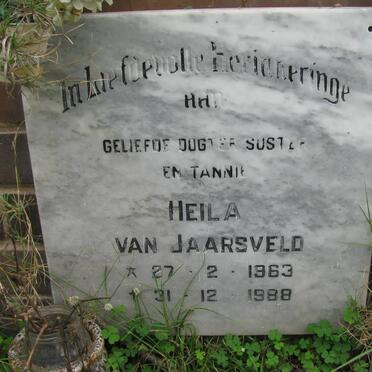 In Liefdevolle Herinneringe
AAN
GELIEFDE DOGTER SUSTER
EN TANNIE
HEILA
VAN JAARSVELD
* 27 - 2 - 1963
31 - 12 - 1988